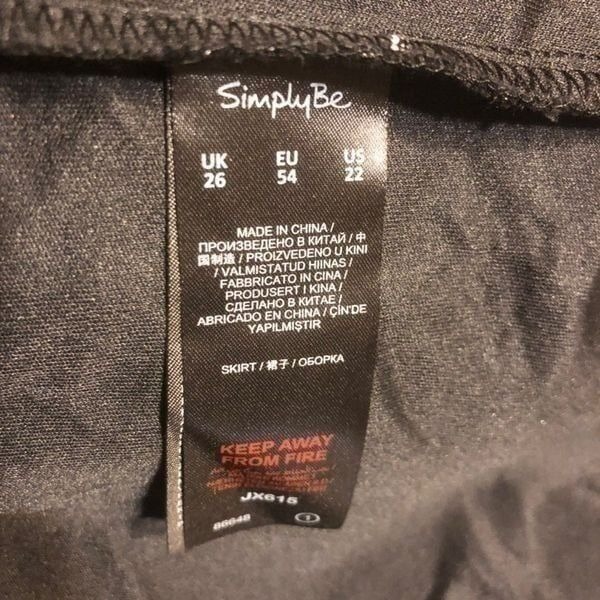 SimplyBe
UK EU US
26 54 22
MADE IN CHINA /
ПРОИЗВЕДЕНО В КИТАЙ / 中
国制造 / PROIZVEDENO U KINI
/ VALMISTATUD HIINAS /
FABBRICATO IN CINA /
PRODUSERT I KINA /
СДЕЛАНО В КИТАЕ /
ABRICADO EN CHINA / ÇİN'DE
YAPILMIŞTIR
SKIRT / 裙子 / ОБОРКА
KEEP AWAY
FROM FIRE
JX615
86648 1